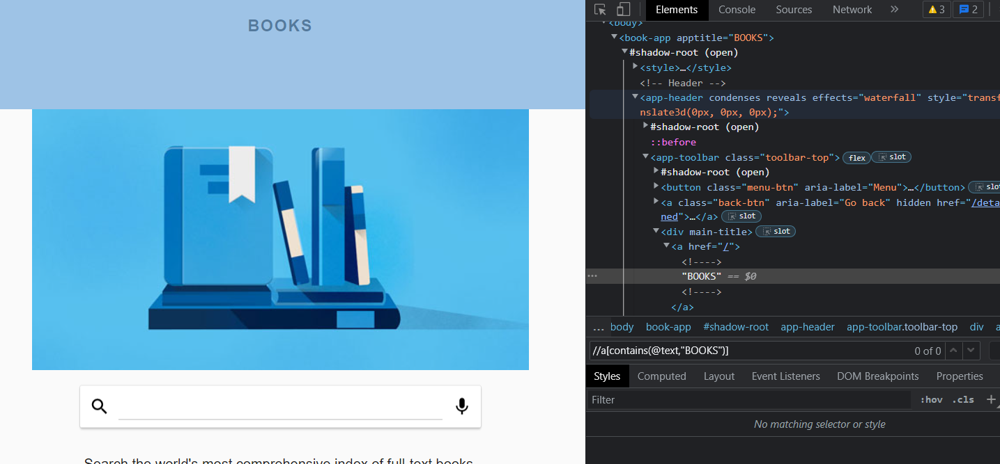 BOOKS
Search the world's most comprehensive index of full-text books.
Elements Console Sources Network » 3 2
<body>
<book-app apptitle="BOOKS">
#shadow-root (open)
<style>…</style>
<!-- Header -->
<app-header condenses reveals effects="waterfall" style="transf
nslate3d(0px, 0px, 0px);">
#shadow-root (open)
::before
<app-toolbar class="toolbar-top"> flex slot
#shadow-root (open)
<button class="menu-btn" aria-label="Menu">…</button> slo
<a class="back-btn" aria-label="Go back" hidden href="/deta
ned">…</a> slot
<div main-title> slot
<a href="/">
<!---->
… "BOOKS" == $0
<!---->
</a>
… body book-app #shadow-root app-header app-toolbar.toolbar-top div a
//a[contains(@text,"BOOKS")] 0 of 0
Styles Computed Layout Event Listeners DOM Breakpoints Properties
Filter :hov .cls +
No matching selector or style